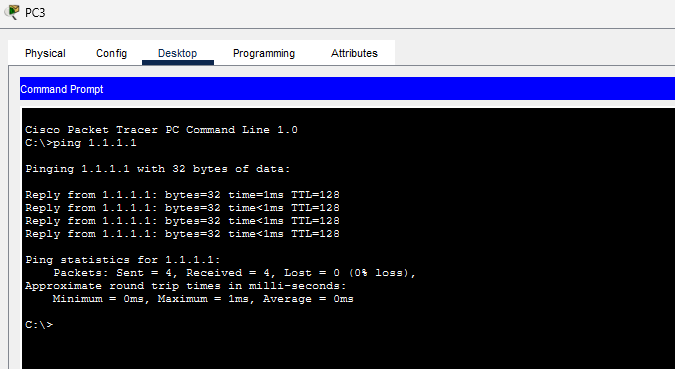 PC3
Physical Config Desktop Programming Attributes
Command Prompt
Cisco Packet Tracer PC Command Line 1.0
C:\>ping 1.1.1.1
Pinging 1.1.1.1 with 32 bytes of data:
Reply from 1.1.1.1: bytes=32 time=1ms TTL=128
Reply from 1.1.1.1: bytes=32 time<1ms TTL=128
Reply from 1.1.1.1: bytes=32 time<1ms TTL=128
Reply from 1.1.1.1: bytes=32 time<1ms TTL=128
Ping statistics for 1.1.1.1:
Packets: Sent = 4, Received = 4, Lost = 0 (0% loss),
Approximate round trip times in milli-seconds:
Minimum = 0ms, Maximum = 1ms, Average = 0ms
C:\>